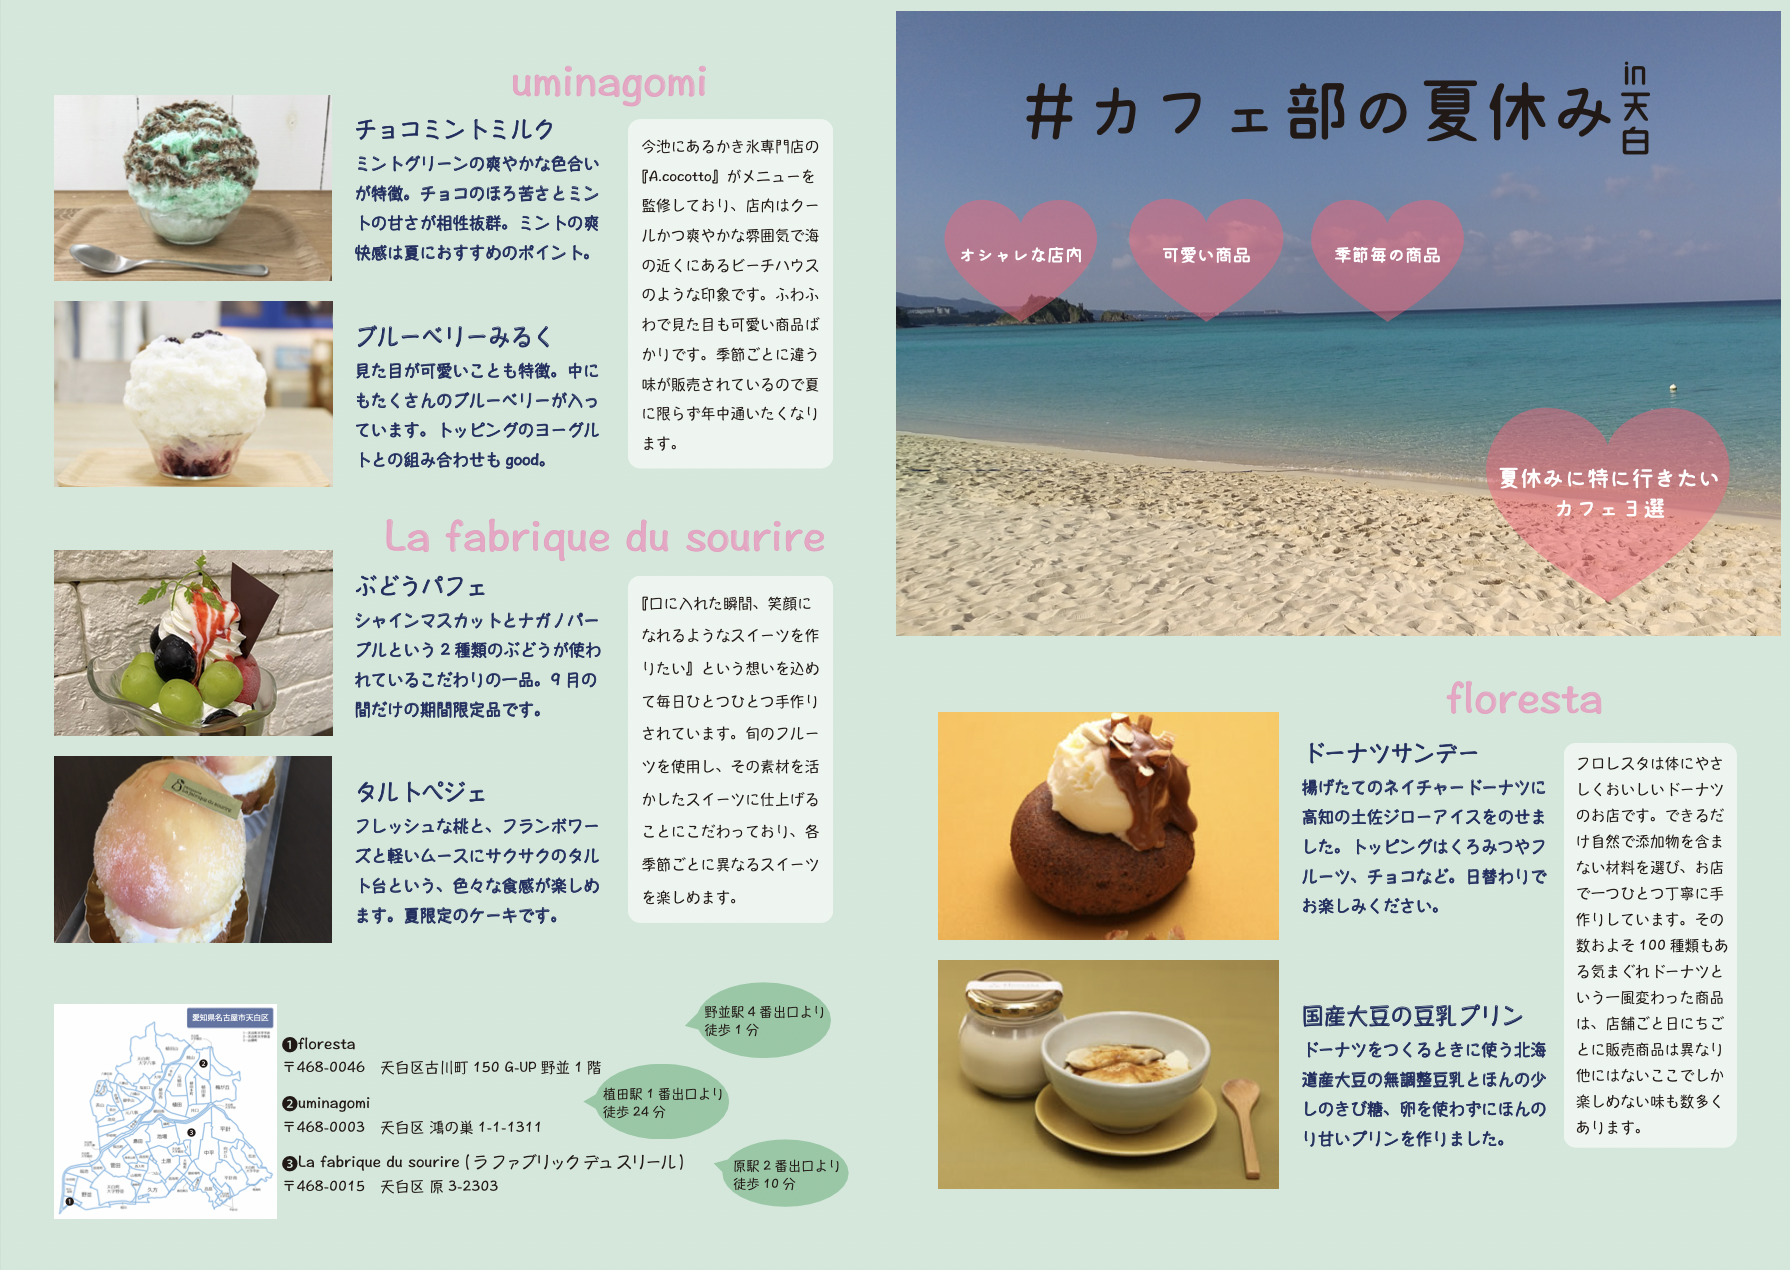 uminagomi
チョコミントミルク
ミントグリーンの爽やかな色合い
が特徴。チョコのほろ苦さとミン
トの甘さが相性抜群。ミントの爽
快感は夏におすすめのポイント。
ブルーベリーみるく
見た目が可愛いことも特徴。中に
もたくさんのブルーベリーが入っ
ています。トッピングのヨーグル
トとの組み合わせも good。
今池にあるかき氷専門店の
『A.cocotto』がメニューを
監修しており、店内はクー
ルかつ爽やかな雰囲気で海
の近くにあるビーチハウス
のような印象です。ふわふ
わで見た目も可愛い商品ば
かりです。季節ごとに違う
味が販売されているので夏
に限らず年中通いたくなり
ます。
La fabrique du sourire
ぶどうパフェ
シャインマスカットとナガノパー
プルという 2 種類のぶどうが使わ
れているこだわりの一品。9 月の
間だけの期間限定品です。
タルトペジェ
フレッシュな桃と、フランボワー
ズと軽いムースにサクサクのタル
ト台という、色々な食感が楽しめ
ます。夏限定のケーキです。
『口に入れた瞬間、笑顔に
なれるようなスイーツを作
りたい』という想いを込め
て毎日ひとつひとつ手作り
されています。旬のフルー
ツを使用し、その素材を活
かしたスイーツに仕上げる
ことにこだわっており、各
季節ごとに異なるスイーツ
を楽しめます。
愛知県名古屋市天白区
❶floresta
〒468-0046　天白区古川町 150 G-UP 野並 1 階
野並駅 4 番出口より
徒歩 1 分
❷uminagomi
〒468-0003　天白区 鴻の巣 1-1-1311
植田駅 1 番出口より
徒歩 24 分
❸La fabrique du sourire (ラファブリックデュスリール)
〒468-0015　天白区 原 3-2303
原駅 2 番出口より
徒歩 10 分
＃カフェ部の夏休みin天白
オシャレな店内
可愛い商品
季節毎の商品
夏休みに特に行きたい
カフェ３選
floresta
ドーナツサンデー
揚げたてのネイチャードーナツに
高知の土佐ジローアイスをのせま
した。トッピングはくろみつやフ
ルーツ、チョコなど。日替わりで
お楽しみください。
国産大豆の豆乳プリン
ドーナツをつくるときに使う北海
道産大豆の無調整豆乳とほんの少
しのきび糖、卵を使わずにほんの
り甘いプリンを作りました。
フロレスタは体にやさ
しくおいしいドーナツ
のお店です。できるだ
け自然で添加物を含ま
ない材料を選び、お店
で一つひとつ丁寧に手
作りしています。その
数およそ 100 種類もあ
る気まぐれドーナツと
いう一風変わった商品
は、店舗ごと日にちご
とに販売商品は異なり
他にはないここでしか
楽しめない味も数多く
あります。